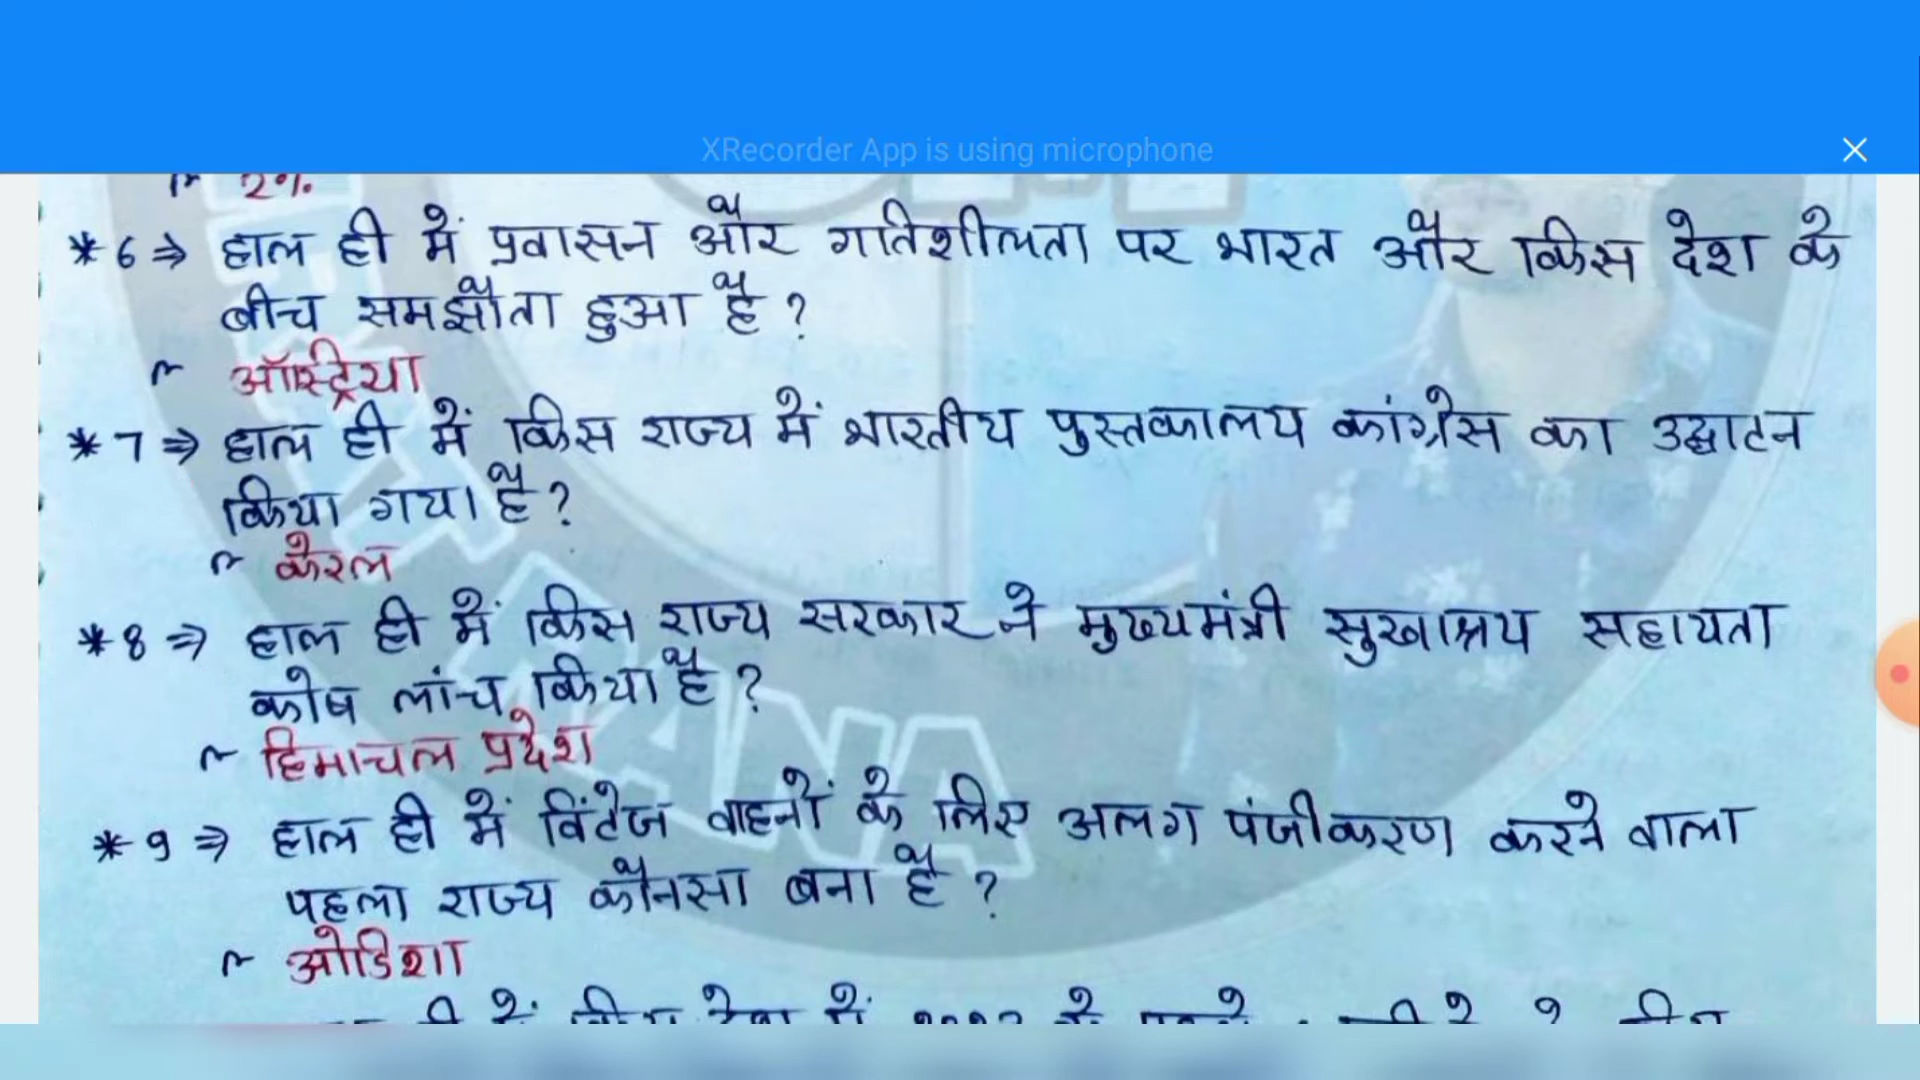 XRecorder App is using microphone
~ 2%.
*6⇒ हाल ही में प्रवासन और गतिशीलता पर भारत और किस देश के
बीच समझौता हुआ है ?
~ ऑस्ट्रिया
*7⇒ हाल ही में किस राज्य में भारतीय पुस्तकालय कांग्रेस का उद्घाटन
किया गया है ?
~ केरल
*8⇒ हाल ही में किस राज्य सरकार ने मुख्यमंत्री सुखाश्रय सहायता
कोष लांच किया है ?
~ हिमाचल प्रदेश
*9⇒ हाल ही में विंटेज वाहनों के लिए अलग पंजीकरण करने वाला
पहला राज्य कौनसा बना है ?
~ ओडिशा
ANA